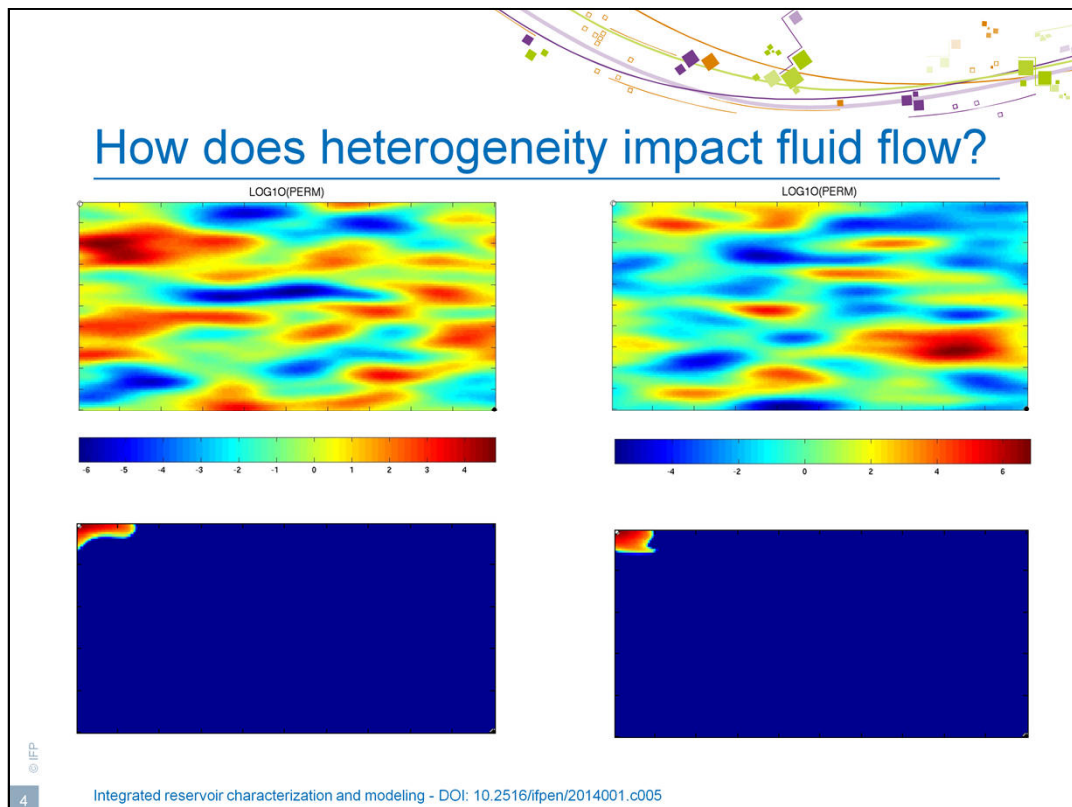 How does heterogeneity impact fluid flow?
LOG1O(PERM)
LOG1O(PERM)
-6 -5 -4 -3 -2 -1 0 1 2 3 4
-4 -2 0 2 4 6
© IFP
4 Integrated reservoir characterization and modeling - DOI: 10.2516/ifpen/2014001.c005